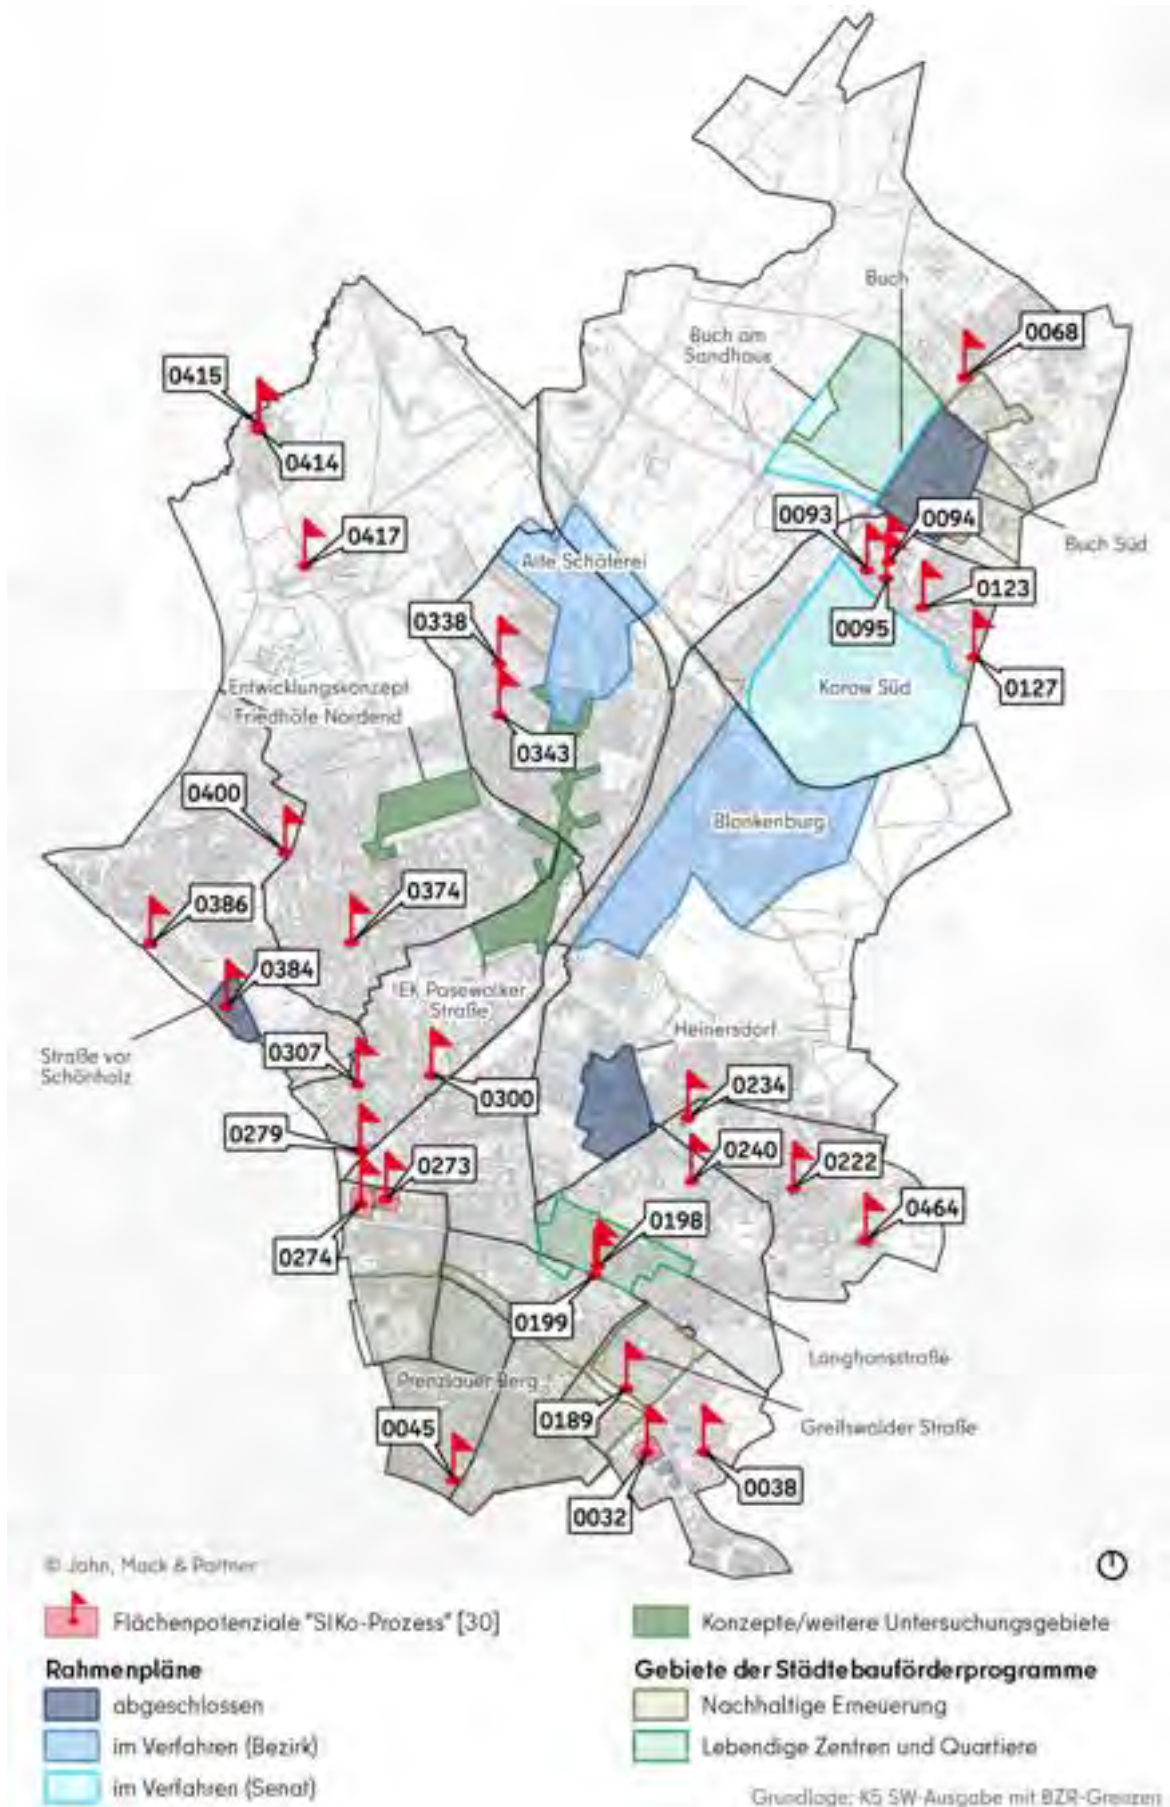 Buch
Buch am
Sandhaus
0068
0415
0414
0417
0093
0094
Buch Süd
Alte Schäferei
0123
0338
0095
Karow Süd
0127
Entwicklungskonzept
Friedhöfe Nordend
0343
0400
Blankenburg
0374
0386
0384
IEK Pasewalker
Straße
Heinersdorf
Straße vor
Schönholz
0307
0300
0234
0279
0273
0240
0222
0464
0274
0198
0199
Langhansstraße
Prenzlauer Berg
0189
Greifswalder Straße
0045
0032
0038
© Jahn, Mack & Partner
Flächenpotenziale "SIKo-Prozess" [30]
Rahmenpläne
abgeschlossen
im Verfahren (Bezirk)
im Verfahren (Senat)
Konzepte/weitere Untersuchungsgebiete
Gebiete der Städtebauförderprogramme
Nachhaltige Erneuerung
Lebendige Zentren und Quartiere
Grundlage: K5 SW-Ausgabe mit BZR-Grenzen